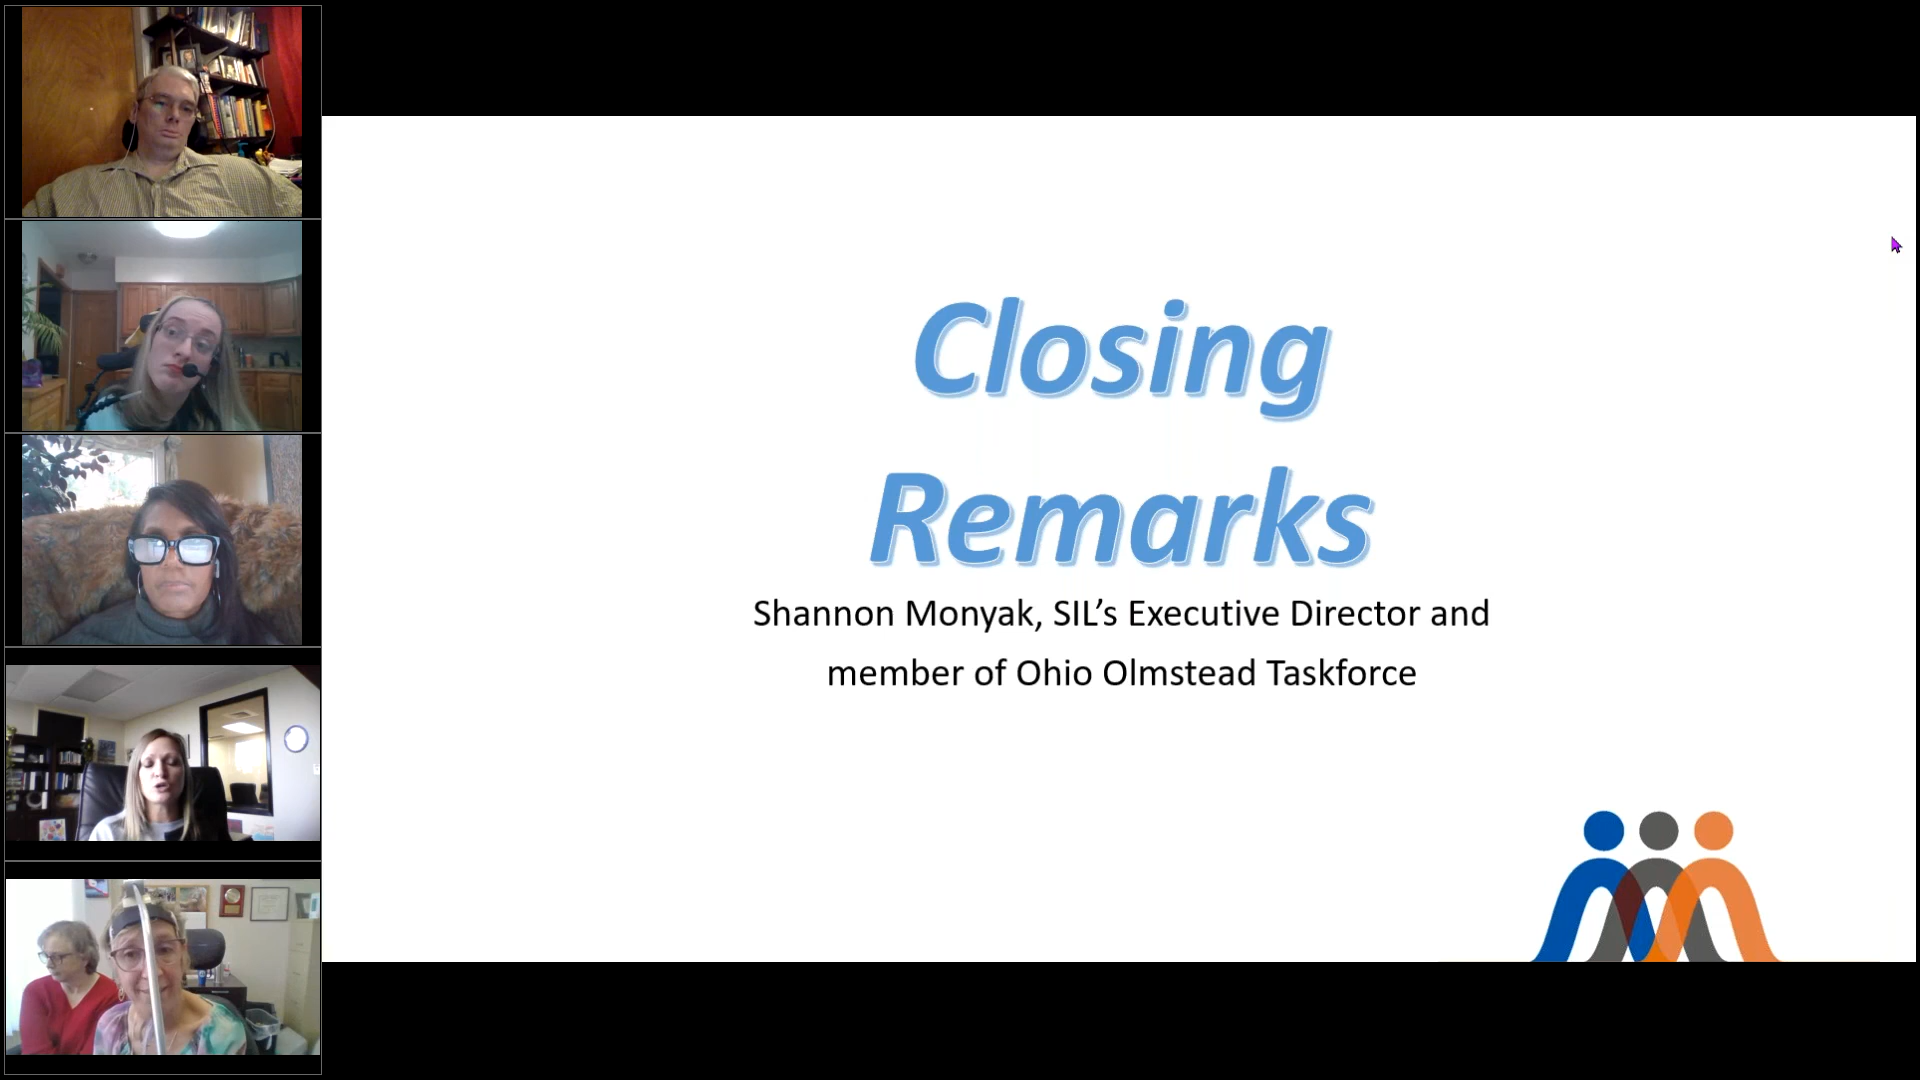 Closing
Remarks
Shannon Monyak, SIL’s Executive Director and
member of Ohio Olmstead Taskforce